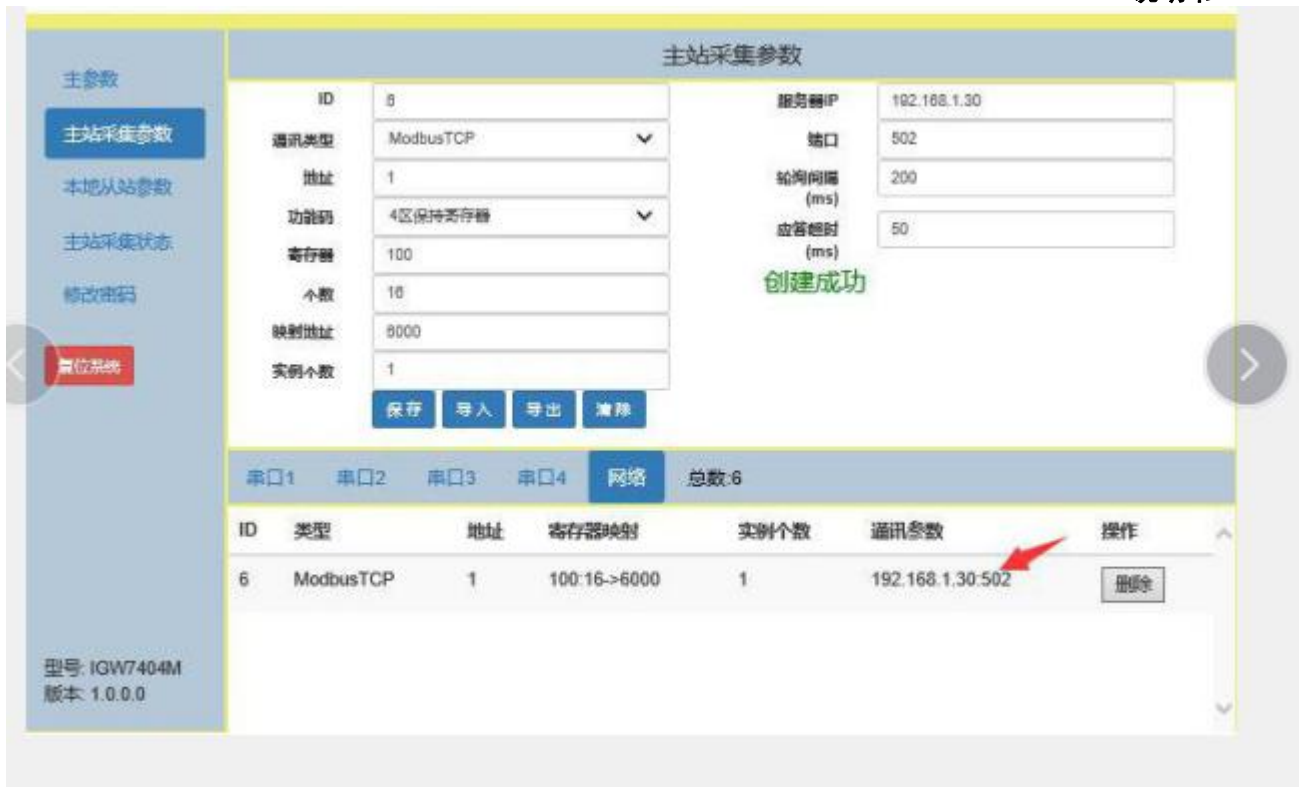 主站采集参数
主参数
主站采集参数
本地从站参数
主站采集状态
修改密码
复位系统
ID 6
通讯类型 ModbusTCP
地址 1
功能码 4区保持寄存器
寄存器 100
个数 16
映射地址 6000
实例个数 1
服务器IP 192.168.1.30
端口 502
轮询间隔
(ms) 200
应答超时
(ms) 50
创建成功
保存 导入 导出 清除
串口1 串口2 串口3 串口4 网络 总数:6
ID 类型 地址 寄存器映射 实例个数 通讯参数 操作
6 ModbusTCP 1 100:16->6000 1 192.168.1.30:502 删除
型号: IGW7404M
版本: 1.0.0.0